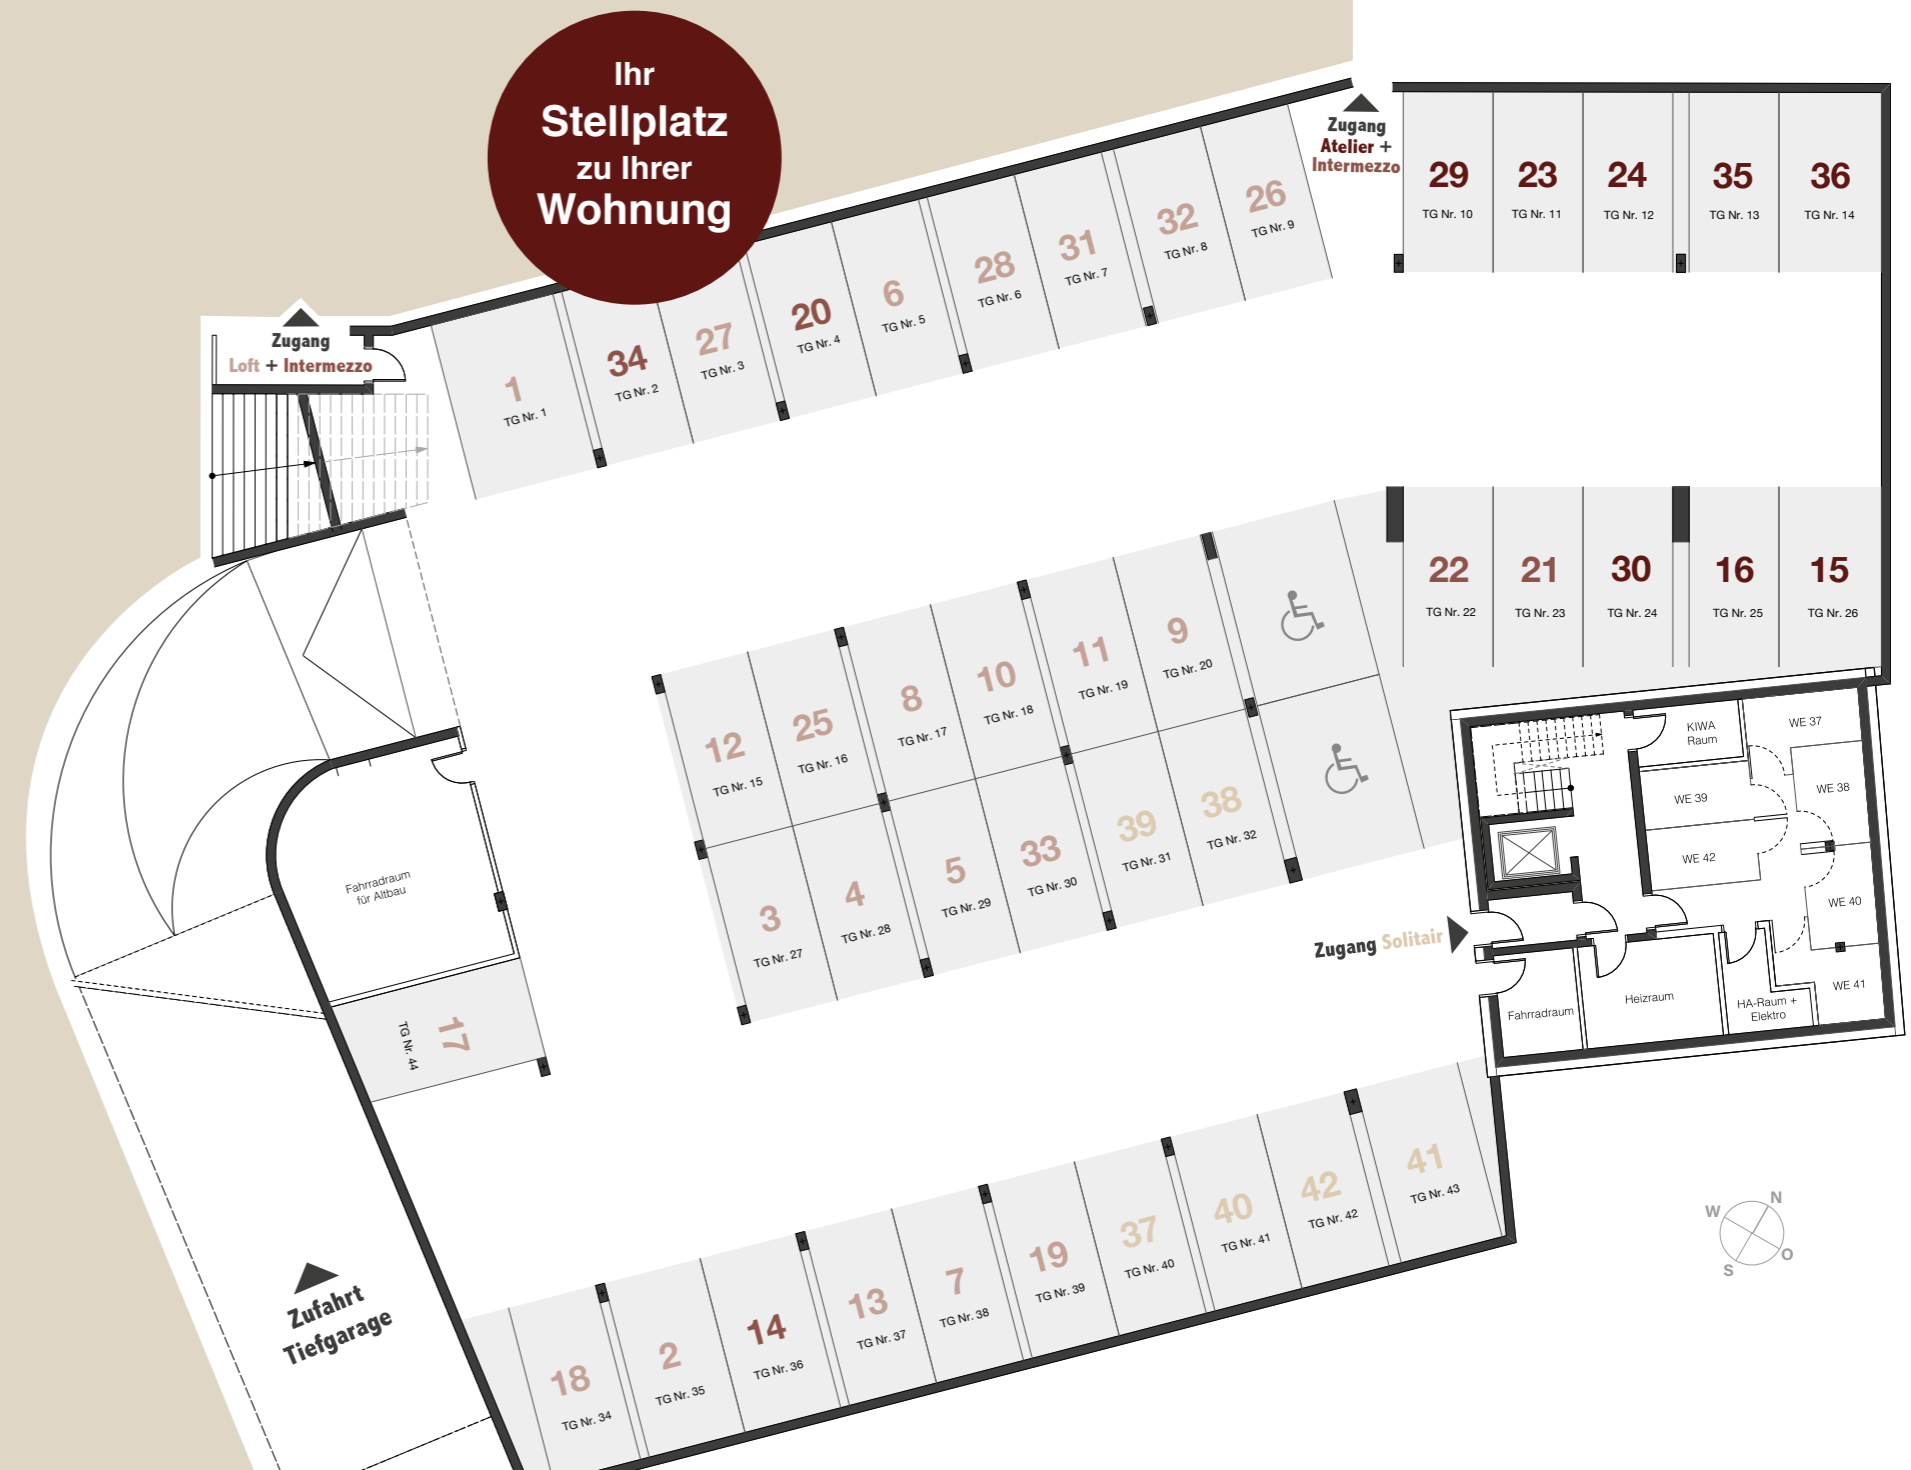 Ihr
Stellplatz
zu Ihrer
Wohnung
Zugang
Atelier +
Intermezzo
Zugang
Loft + Intermezzo
1
TG Nr. 1
34
TG Nr. 2
27
TG Nr. 3
20
TG Nr. 4
6
TG Nr. 5
28
TG Nr. 6
31
TG Nr. 7
32
TG Nr. 8
26
TG Nr. 9
29
TG Nr. 10
23
TG Nr. 11
24
TG Nr. 12
35
TG Nr. 13
36
TG Nr. 14
12
TG Nr. 15
25
TG Nr. 16
8
TG Nr. 17
10
TG Nr. 18
11
TG Nr. 19
9
TG Nr. 20
22
TG Nr. 22
21
TG Nr. 23
30
TG Nr. 24
16
TG Nr. 25
15
TG Nr. 26
3
TG Nr. 27
4
TG Nr. 28
5
TG Nr. 29
33
TG Nr. 30
39
TG Nr. 31
38
TG Nr. 32
KIWA
Raum
WE 37
WE 38
WE 39
WE 42
WE 40
WE 41
Zugang Solitair
Fahrradraum
Heizraum
HA-Raum +
Elektro
Fahrradraum
für Altbau
17
TG Nr. 44
18
TG Nr. 34
2
TG Nr. 35
14
TG Nr. 36
13
TG Nr. 37
7
TG Nr. 38
19
TG Nr. 39
37
TG Nr. 40
40
TG Nr. 41
42
TG Nr. 42
41
TG Nr. 43
Zufahrt
Tiefgarage
N
W
O
S